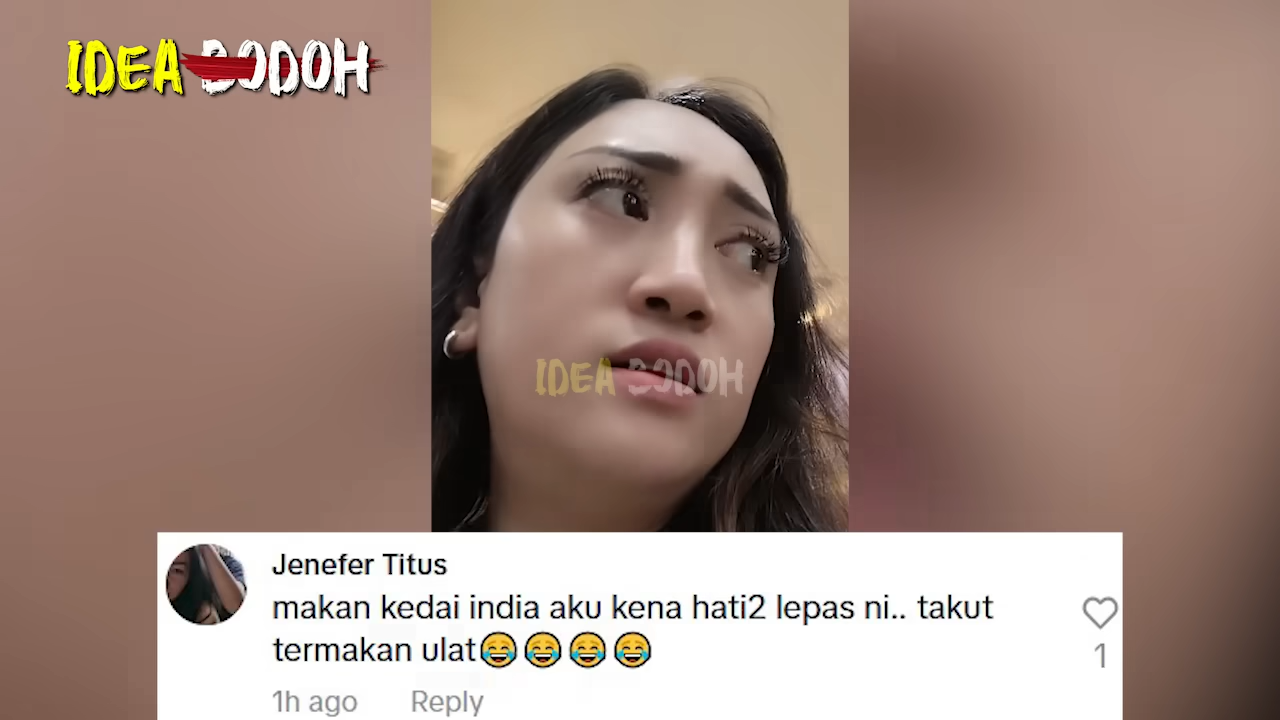 IDEA BODOH
IDEA BODOH
Jenefer Titus
makan kedai india aku kena hati2 lepas ni.. takut
termakan ulat😂😂😂😂
1
1h ago Reply